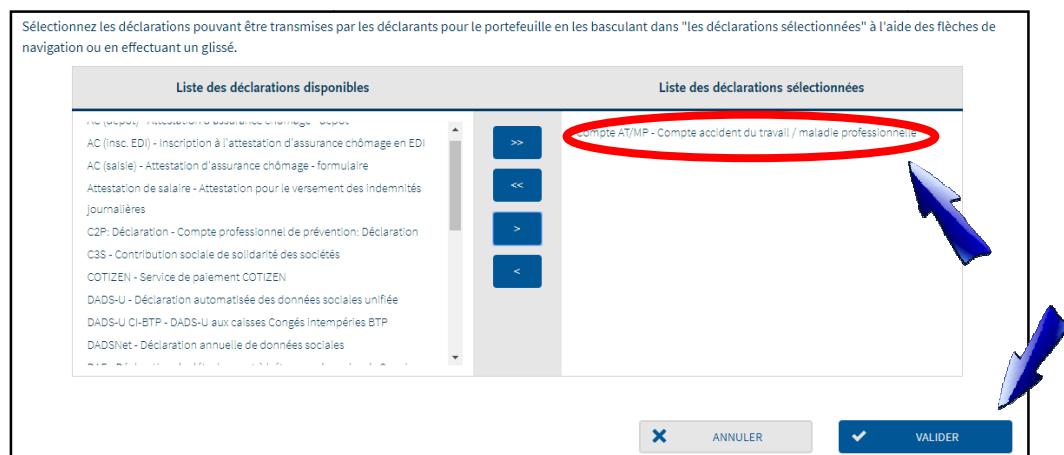 Sélectionnez les déclarations pouvant être transmises par les déclarants pour le portefeuille en les basculant dans "les déclarations sélectionnées" à l'aide des flèches de
navigation ou en effectuant un glissé.
Liste des déclarations disponibles
Liste des déclarations sélectionnées
AC (dépôt) - Attestation d'assurance chômage - dépôt
AC (insc. EDI) - Inscription à l'attestation d'assurance chômage en EDI
AC (saisie) - Attestation d'assurance chômage - formulaire
Attestation de salaire - Attestation pour le versement des indemnités
journalières
C2P: Déclaration - Compte professionnel de prévention: Déclaration
C3S - Contribution sociale de solidarité des sociétés
COTIZEN - Service de paiement COTIZEN
DADS-U - Déclaration automatisée des données sociales unifiée
DADS-U CI-BTP - DADS-U aux caisses Congés Intempéries BTP
DADSNet - Déclaration annuelle de données sociales
>>
<<
>
<
Compte AT/MP - Compte accident du travail / maladie professionnelle
ANNULER
VALIDER